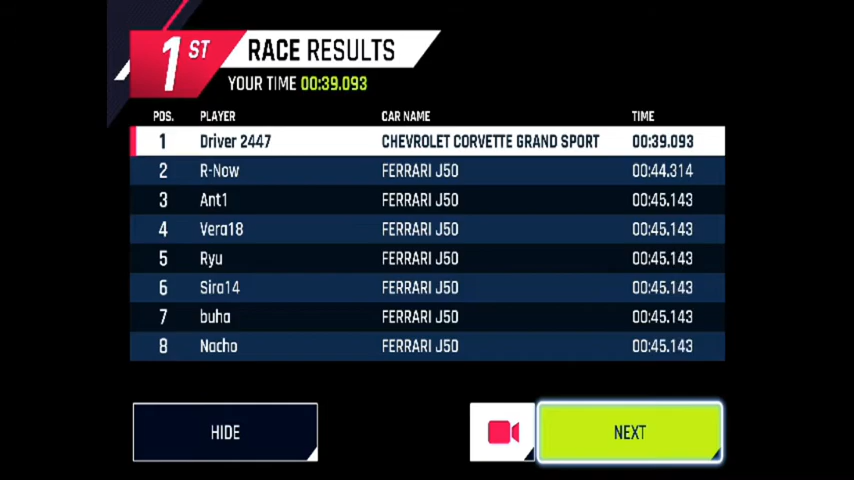 1ST RACE RESULTS
YOUR TIME 00:39.093
POS. PLAYER CAR NAME TIME
1 Driver 2447 CHEVROLET CORVETTE GRAND SPORT 00:39.093
2 R-Now FERRARI J50 00:44.314
3 Ant1 FERRARI J50 00:45.143
4 Vera18 FERRARI J50 00:45.143
5 Ryu FERRARI J50 00:45.143
6 Sira14 FERRARI J50 00:45.143
7 buha FERRARI J50 00:45.143
8 Nacho FERRARI J50 00:45.143
HIDE NEXT